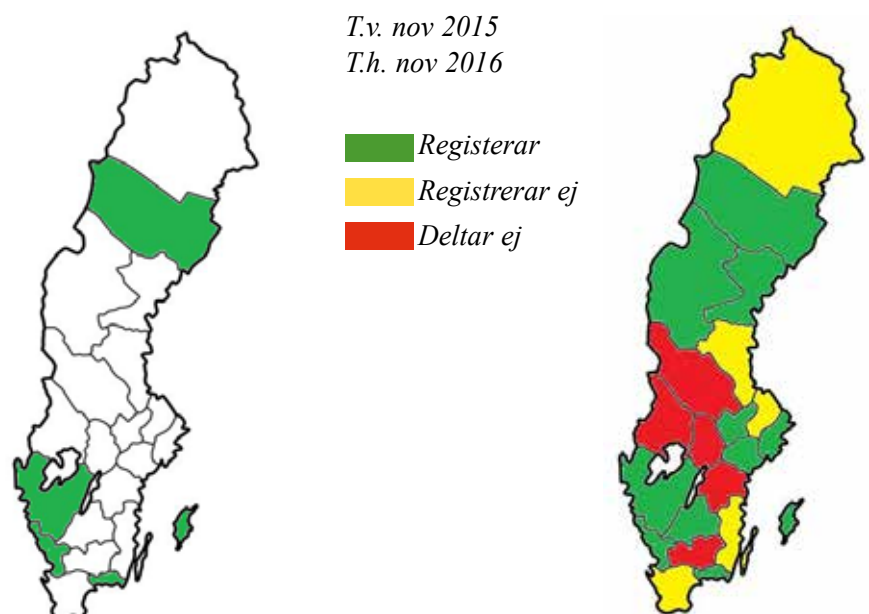 T.v. nov 2015
T.h. nov 2016
Registerar
Registrerar ej
Deltar ej